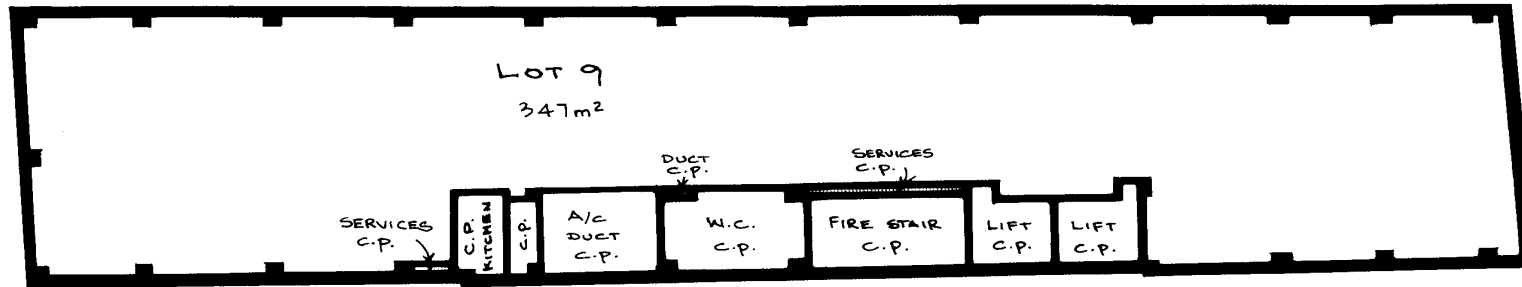 LOT 9
347m²
DUCT
C.P.
SERVICES
C.P.
SERVICES
C.P.
C.P.
KITCHEN
C.P.
A/C
DUCT
C.P.
W.C.
C.P.
FIRE STAIR
C.P.
LIFT
C.P.
LIFT
C.P.